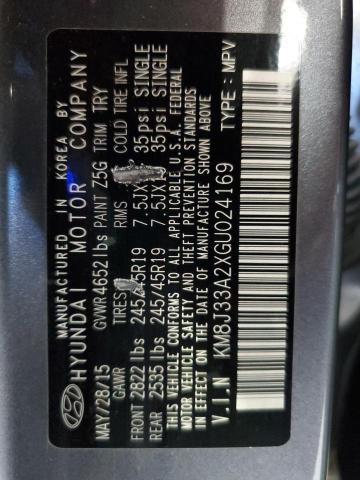 MANUFACTURED IN KOREA BY
HYUNDAI MOTOR COMPANY
MAY/28/15 GVWR 4652 lbs PAINT Z5G TRIM TRY
GAWR TIRES RIMS COLD TIRE INFL
FRONT 2822 lbs 245/45R19 7.5JX19 35psi SINGLE
REAR 2535 lbs 245/45R19 7.5JX19 35psi SINGLE
THIS VEHICLE CONFORMS TO ALL APPLICABLE U.S.A. FEDERAL
MOTOR VEHICLE SAFETY AND THEFT PREVENTION STANDARDS
IN EFFECT ON THE DATE OF MANUFACTURE SHOWN ABOVE
V.I.N KM8J33A2XGU024169 TYPE: MPV